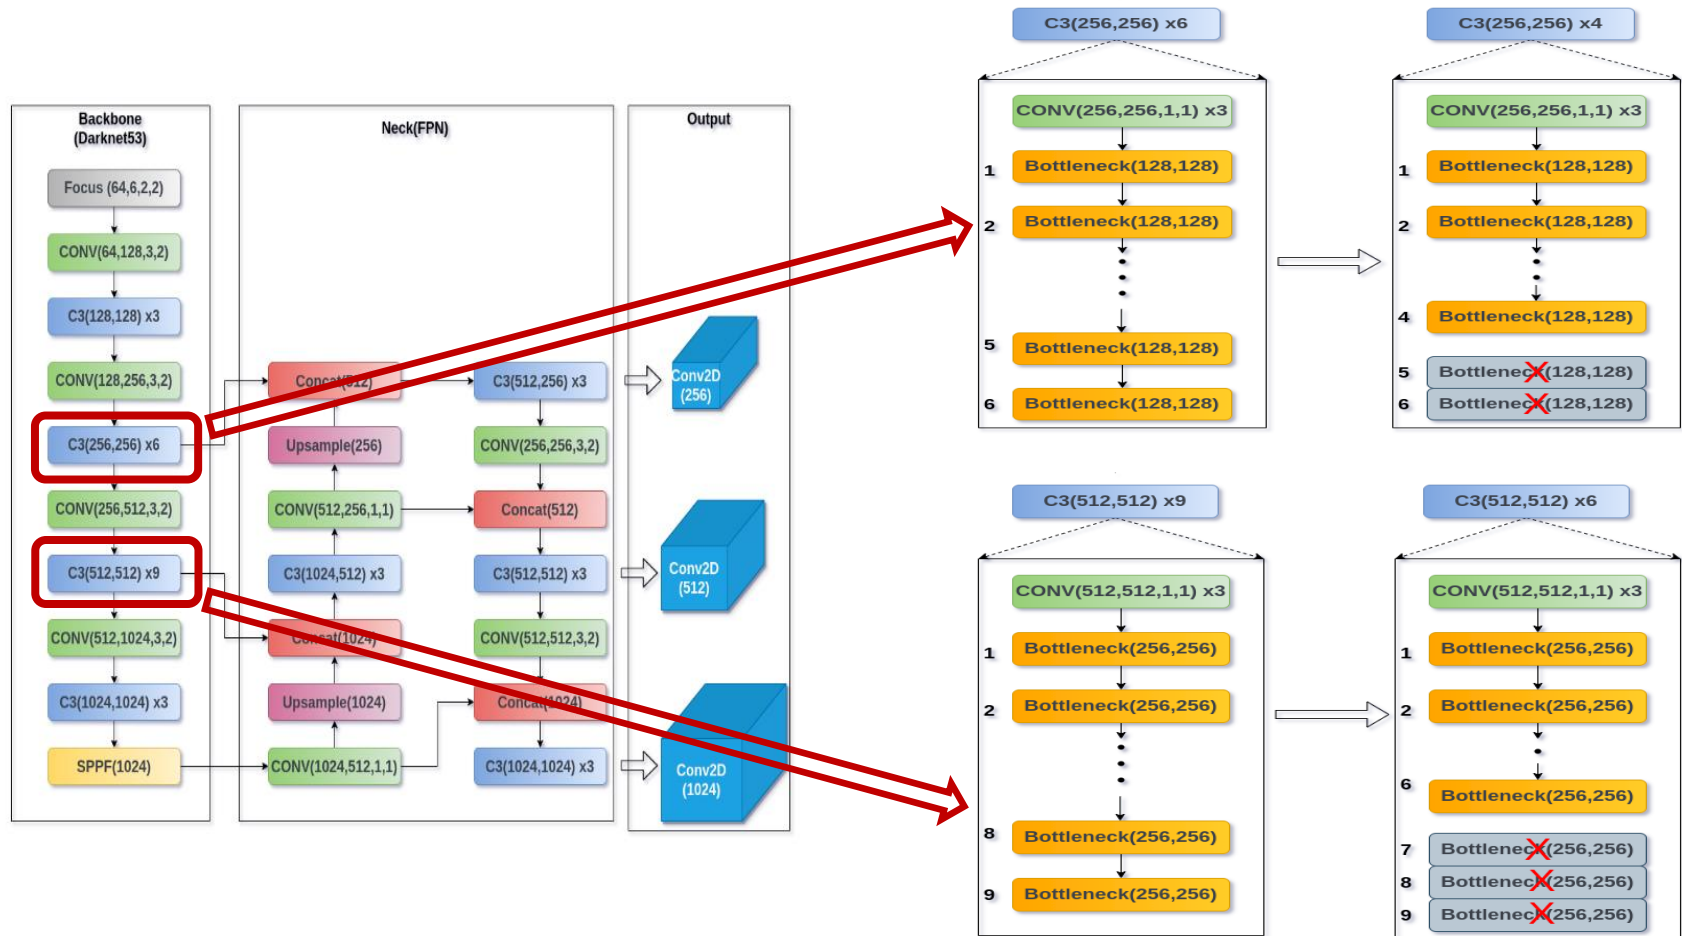 Backbone
(Darknet53)
Focus (64,6,2,2)
CONV(64,128,3,2)
C3(128,128) x3
CONV(128,256,3,2)
C3(256,256) x6
CONV(256,512,3,2)
C3(512,512) x9
CONV(512,1024,3,2)
C3(1024,1024) x3
SPPF(1024)
Neck(FPN)
Concat(512)
Upsample(256)
CONV(512,256,1,1)
C3(1024,512) x3
Concat(1024)
Upsample(1024)
CONV(1024,512,1,1)
C3(512,256) x3
CONV(256,256,3,2)
Concat(512)
C3(512,512) x3
CONV(512,512,3,2)
Concat(1024)
C3(1024,1024) x3
Output
Conv2D
(256)
Conv2D
(512)
Conv2D
(1024)
C3(256,256) x6
CONV(256,256,1,1) x3
1 Bottleneck(128,128)
2 Bottleneck(128,128)
5 Bottleneck(128,128)
6 Bottleneck(128,128)
C3(256,256) x4
CONV(256,256,1,1) x3
1 Bottleneck(128,128)
2 Bottleneck(128,128)
4 Bottleneck(128,128)
5 Bottleneck(128,128)
6 Bottleneck(128,128)
C3(512,512) x9
CONV(512,512,1,1) x3
1 Bottleneck(256,256)
2 Bottleneck(256,256)
8 Bottleneck(256,256)
9 Bottleneck(256,256)
C3(512,512) x6
CONV(512,512,1,1) x3
1 Bottleneck(256,256)
2 Bottleneck(256,256)
6 Bottleneck(256,256)
7 Bottleneck(256,256)
8 Bottleneck(256,256)
9 Bottleneck(256,256)